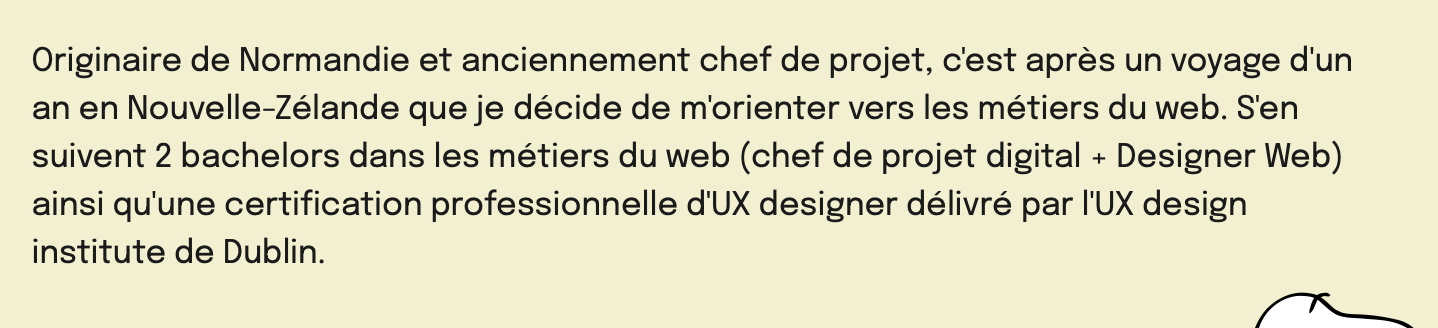 Originaire de Normandie et anciennement chef de projet, c'est après un voyage d'un
an en Nouvelle-Zélande que je décide de m'orienter vers les métiers du web. S'en
suivent 2 bachelors dans les métiers du web (chef de projet digital + Designer Web)
ainsi qu'une certification professionnelle d'UX designer délivré par l'UX design
institute de Dublin.